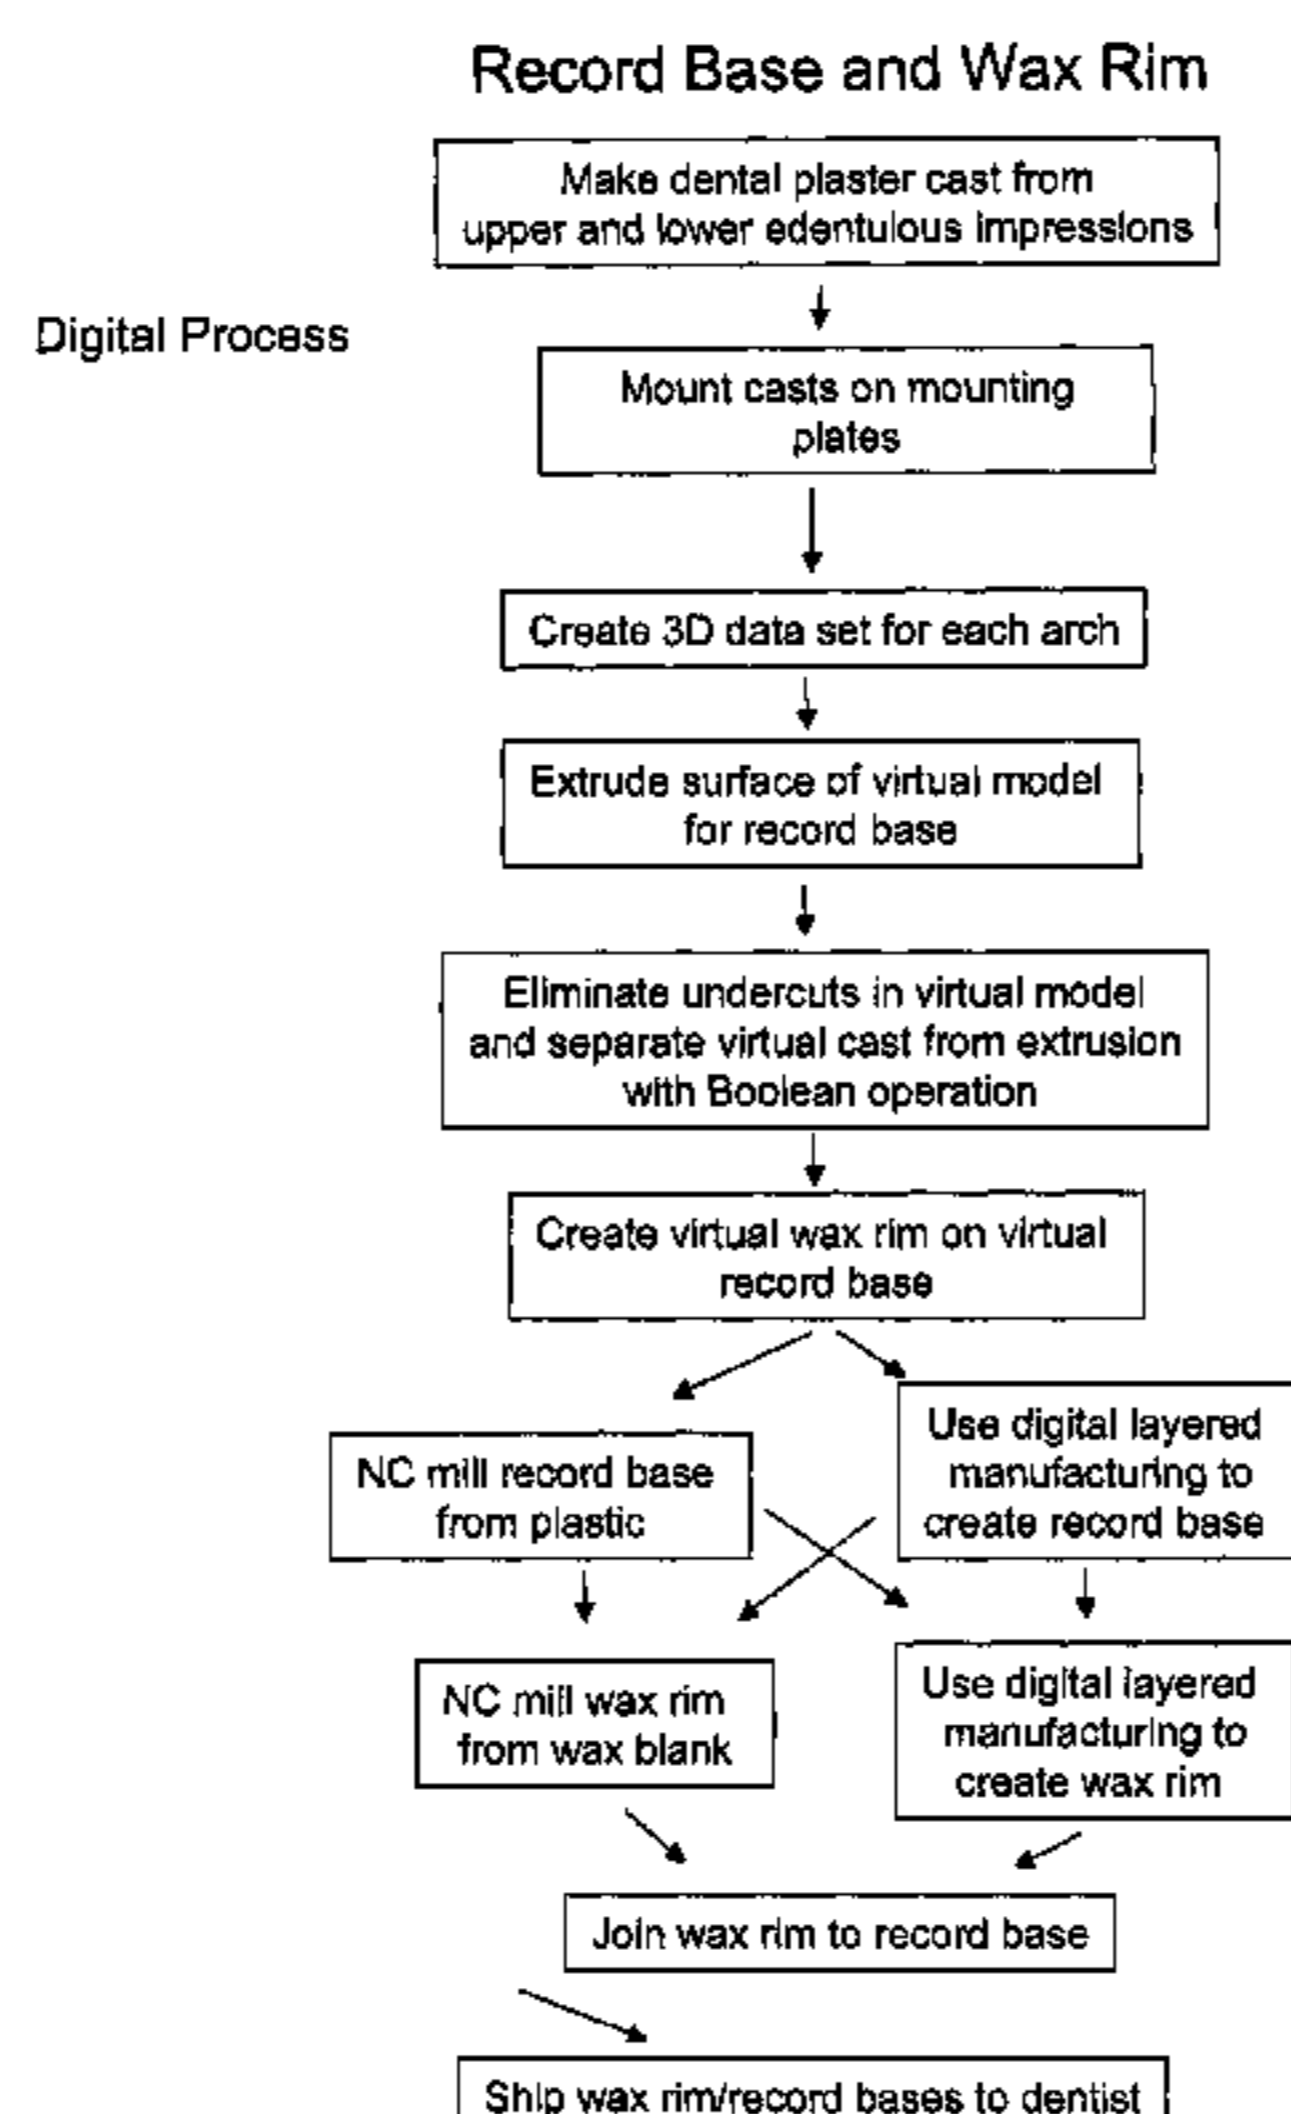 Record Base and Wax Rim
Make dental plaster cast from
upper and lower edentulous impressions
Digital Process
Mount casts on mounting
plates
Create 3D data set for each arch
Extrude surface of virtual model
for record base
Eliminate undercuts in virtual model
and separate virtual cast from extrusion
with Boolean operation
Create virtual wax rim on virtual
record base
NC mill record base
from plastic
Use digital layered
manufacturing to
create record base
NC mill wax rim
from wax blank
Use digital layered
manufacturing to
create wax rim
Join wax rim to record base
Ship wax rim/record bases to dentist